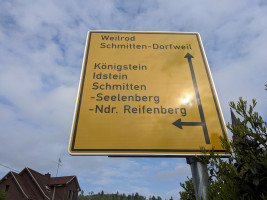 Weilrod
Schmitten-Dorfweil
Königstein
Idstein
Schmitten
-Seelenberg
-Ndr. Reifenberg